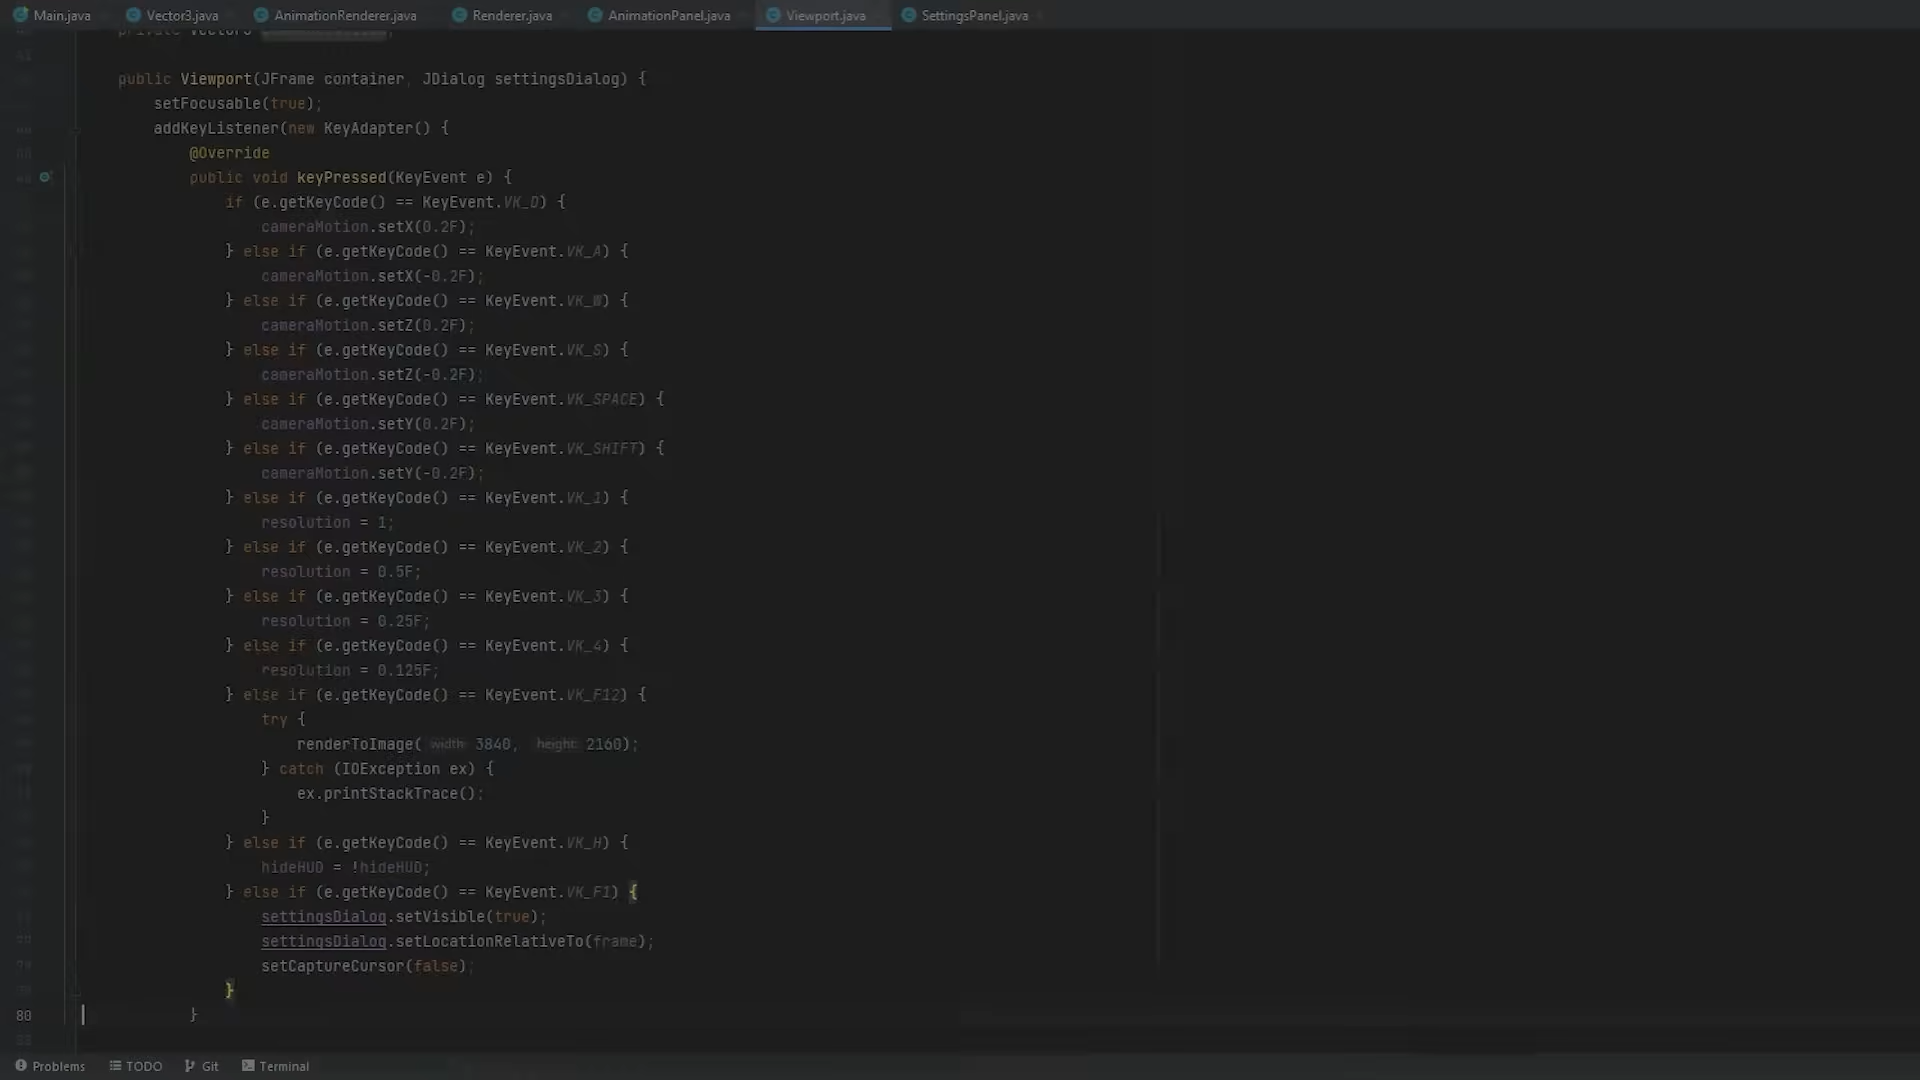 Main.java Vector3.java AnimationRenderer.java Renderer.java AnimationPanel.java Viewport.java SettingsPanel.java
private Vector3
public Viewport(JFrame container, JDialog settingsDialog) {
setFocusable(true);
addKeyListener(new KeyAdapter() {
@Override
public void keyPressed(KeyEvent e) {
if (e.getKeyCode() == KeyEvent.VK_D) {
cameraMotion.setX(0.2F);
} else if (e.getKeyCode() == KeyEvent.VK_A) {
cameraMotion.setX(-0.2F);
} else if (e.getKeyCode() == KeyEvent.VK_W) {
cameraMotion.setZ(0.2F);
} else if (e.getKeyCode() == KeyEvent.VK_S) {
cameraMotion.setZ(-0.2F);
} else if (e.getKeyCode() == KeyEvent.VK_SPACE) {
cameraMotion.setY(0.2F);
} else if (e.getKeyCode() == KeyEvent.VK_SHIFT) {
cameraMotion.setY(-0.2F);
} else if (e.getKeyCode() == KeyEvent.VK_1) {
resolution = 1;
} else if (e.getKeyCode() == KeyEvent.VK_2) {
resolution = 0.5F;
} else if (e.getKeyCode() == KeyEvent.VK_3) {
resolution = 0.25F;
} else if (e.getKeyCode() == KeyEvent.VK_4) {
resolution = 0.125F;
} else if (e.getKeyCode() == KeyEvent.VK_F12) {
try {
renderToImage( width: 3840, height: 2160);
} catch (IOException ex) {
ex.printStackTrace();
}
} else if (e.getKeyCode() == KeyEvent.VK_H) {
hideHUD = !hideHUD;
} else if (e.getKeyCode() == KeyEvent.VK_F1) {
settingsDialog.setVisible(true);
settingsDialog.setLocationRelativeTo(frame);
setCaptureCursor(false);
}
80 }
Problems TODO Git Terminal